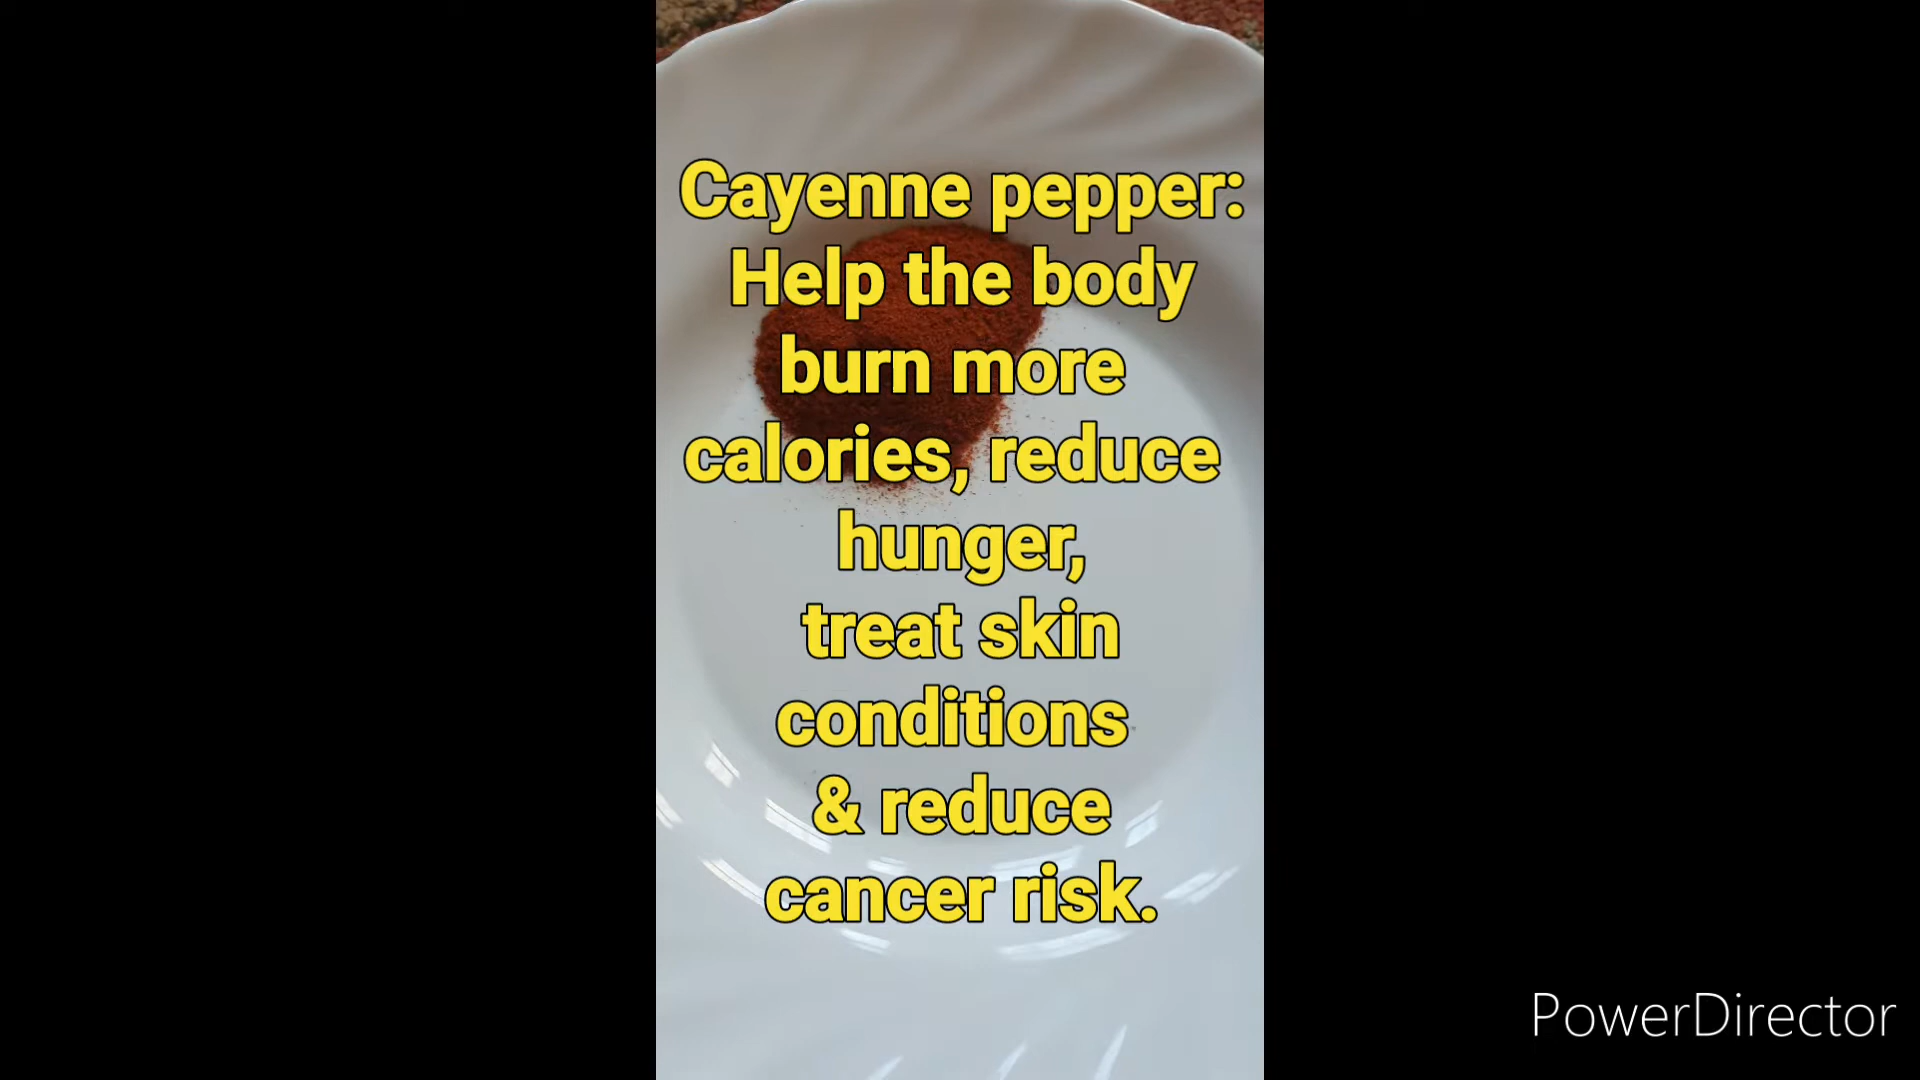 Cayenne pepper:
Help the body
burn more
calories, reduce
hunger,
treat skin
conditions
& reduce
cancer risk.
PowerDirector